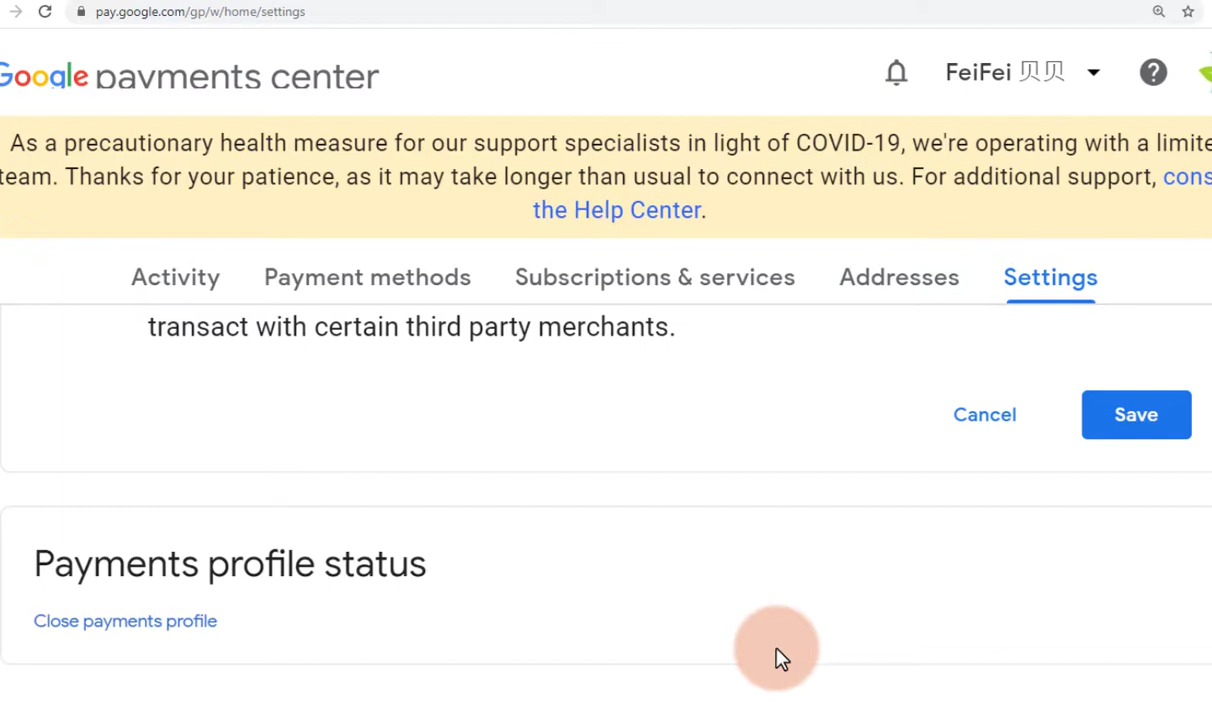 pay.google.com/gp/w/home/settings
Google payments center
FeiFei 贝贝
As a precautionary health measure for our support specialists in light of COVID-19, we're operating with a limite
team. Thanks for your patience, as it may take longer than usual to connect with us. For additional support, cons
the Help Center.
Activity Payment methods Subscriptions & services Addresses Settings
transact with certain third party merchants.
Cancel Save
Payments profile status
Close payments profile